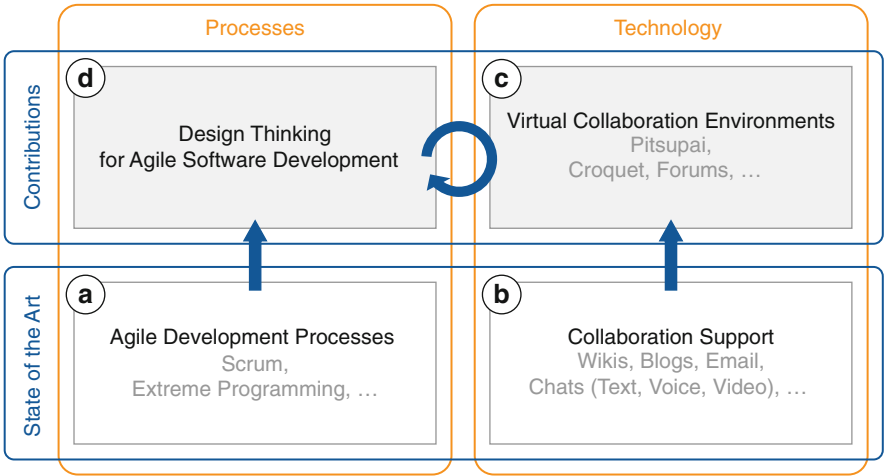 Processes
Technology
Contributions
d
Design Thinking
for Agile Software Development
c
Virtual Collaboration Environments
Pitsupai,
Croquet, Forums, …
State of the Art
a
Agile Development Processes
Scrum,
Extreme Programming, …
b
Collaboration Support
Wikis, Blogs, Email,
Chats (Text, Voice, Video), …